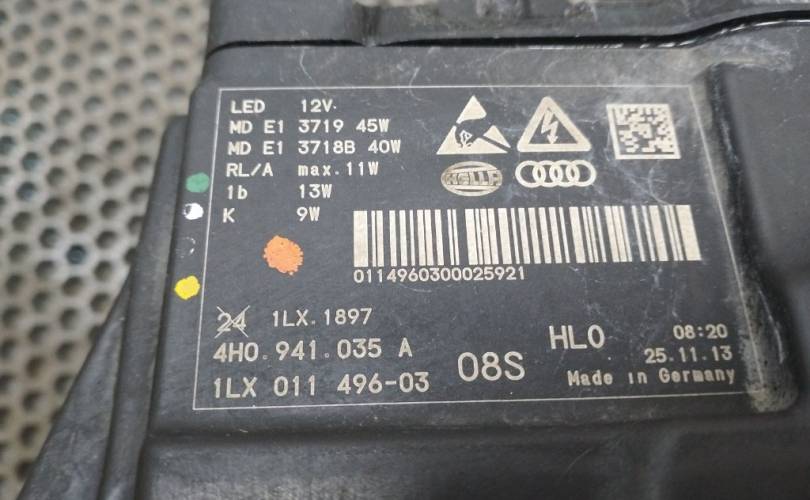 LED 12V.
MD E1 3719 45W
MD E1 3718B 40W
RL/A max.11W
1b 13W
K 9W
HELLA
0114960300025921
24 1LX.1897
4H0.941.035 A
1LX 011 496-03
08S
HL0
08:20
25.11.13
Made in Germany